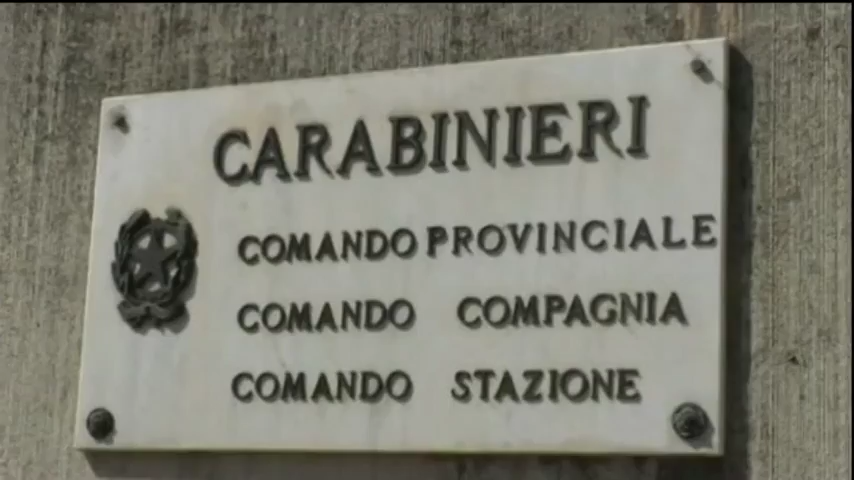 CARABINIERI
COMANDO PROVINCIALE
COMANDO COMPAGNIA
COMANDO STAZIONE